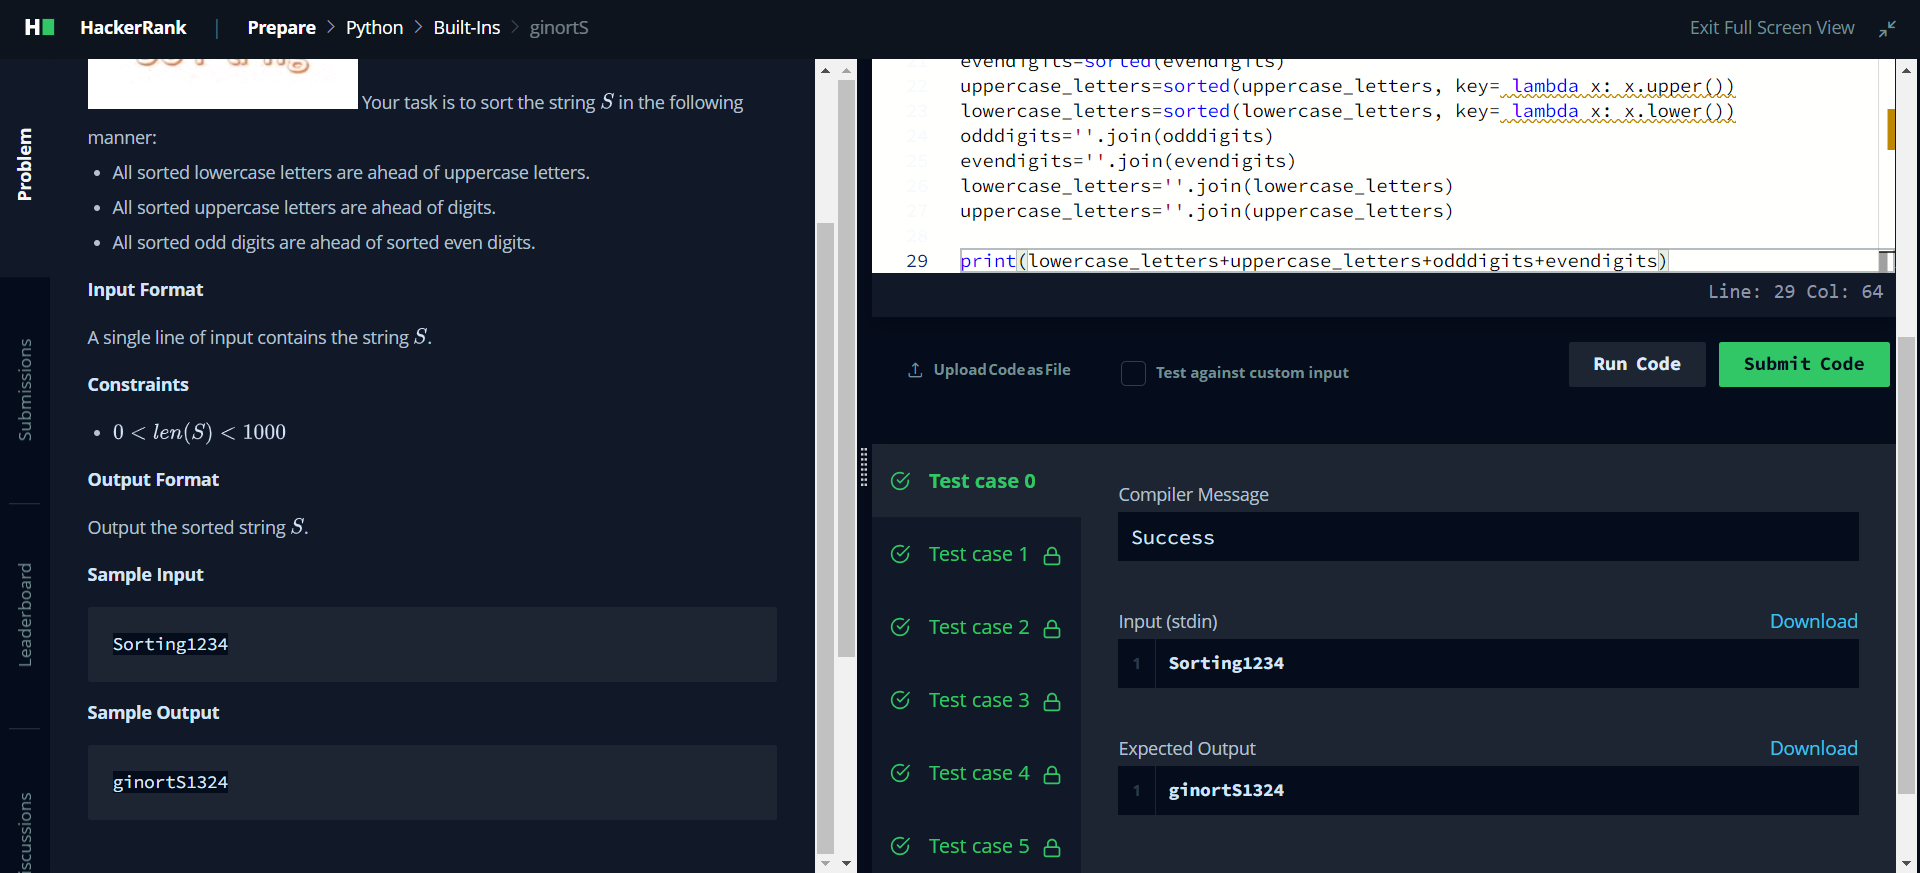 HackerRank | Prepare > Python > Built-Ins > ginortS
Exit Full Screen View
Problem
Submissions
Leaderboard
Your task is to sort the string S in the following
manner:
• All sorted lowercase letters are ahead of uppercase letters.
• All sorted uppercase letters are ahead of digits.
• All sorted odd digits are ahead of sorted even digits.
Input Format
A single line of input contains the string S.
Constraints
• 0 < len(S) < 1000
Output Format
Output the sorted string S.
Sample Input
Sorting1234
Sample Output
ginortS1324
evendigits=sorted(evendigits)
22 uppercase_letters=sorted(uppercase_letters, key= lambda x: x.upper())
23 lowercase_letters=sorted(lowercase_letters, key= lambda x: x.lower())
24 odddigits=''.join(odddigits)
25 evendigits=''.join(evendigits)
26 lowercase_letters=''.join(lowercase_letters)
27 uppercase_letters=''.join(uppercase_letters)
28
29 print(lowercase_letters+uppercase_letters+odddigits+evendigits)
Line: 29 Col: 64
Upload Code as File
Test against custom input
Run Code
Submit Code
Test case 0
Test case 1
Test case 2
Test case 3
Test case 4
Test case 5
Compiler Message
Success
Input (stdin)
Download
1 Sorting1234
Expected Output
Download
1 ginortS1324